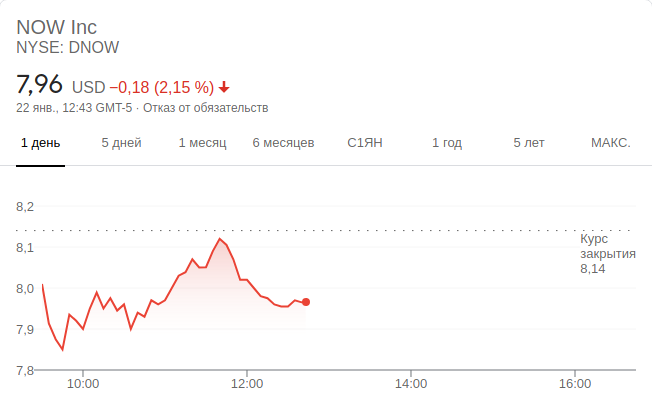 NOW Inc
NYSE: DNOW
7,96 USD −0,18 (2,15 %)
22 янв., 12:43 GMT-5 · Отказ от обязательств
1 день 5 дней 1 месяц 6 месяцев С1ЯН 1 год 5 лет МАКС.
8,2
8,1
8,0
7,9
7,8
Курс
закрытия
8,14
10:00 12:00 14:00 16:00